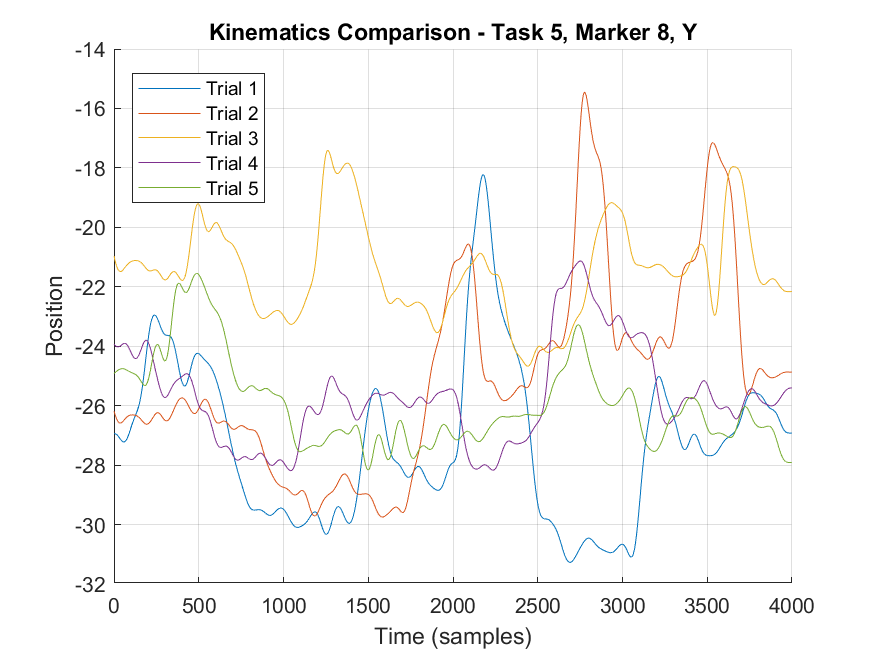 Kinematics Comparison - Task 5, Marker 8, Y
-14
-16
-18
-20
-22
-24
-26
-28
-30
-32
Position
Trial 1
Trial 2
Trial 3
Trial 4
Trial 5
0 500 1000 1500 2000 2500 3000 3500 4000
Time (samples)